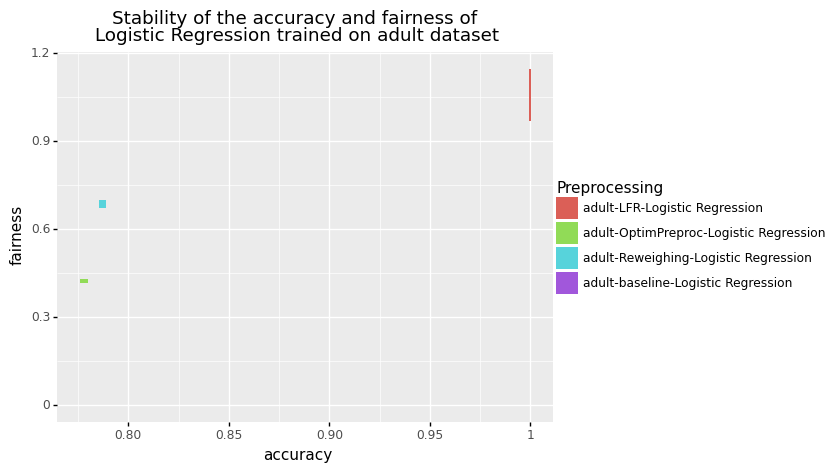 Stability of the accuracy and fairness of
Logistic Regression trained on adult dataset
1.2
0.9
0.6
0.3
0
fairness
0.80
0.85
0.90
0.95
1
accuracy
Preprocessing
adult-LFR-Logistic Regression
adult-OptimPreproc-Logistic Regression
adult-Reweighing-Logistic Regression
adult-baseline-Logistic Regression